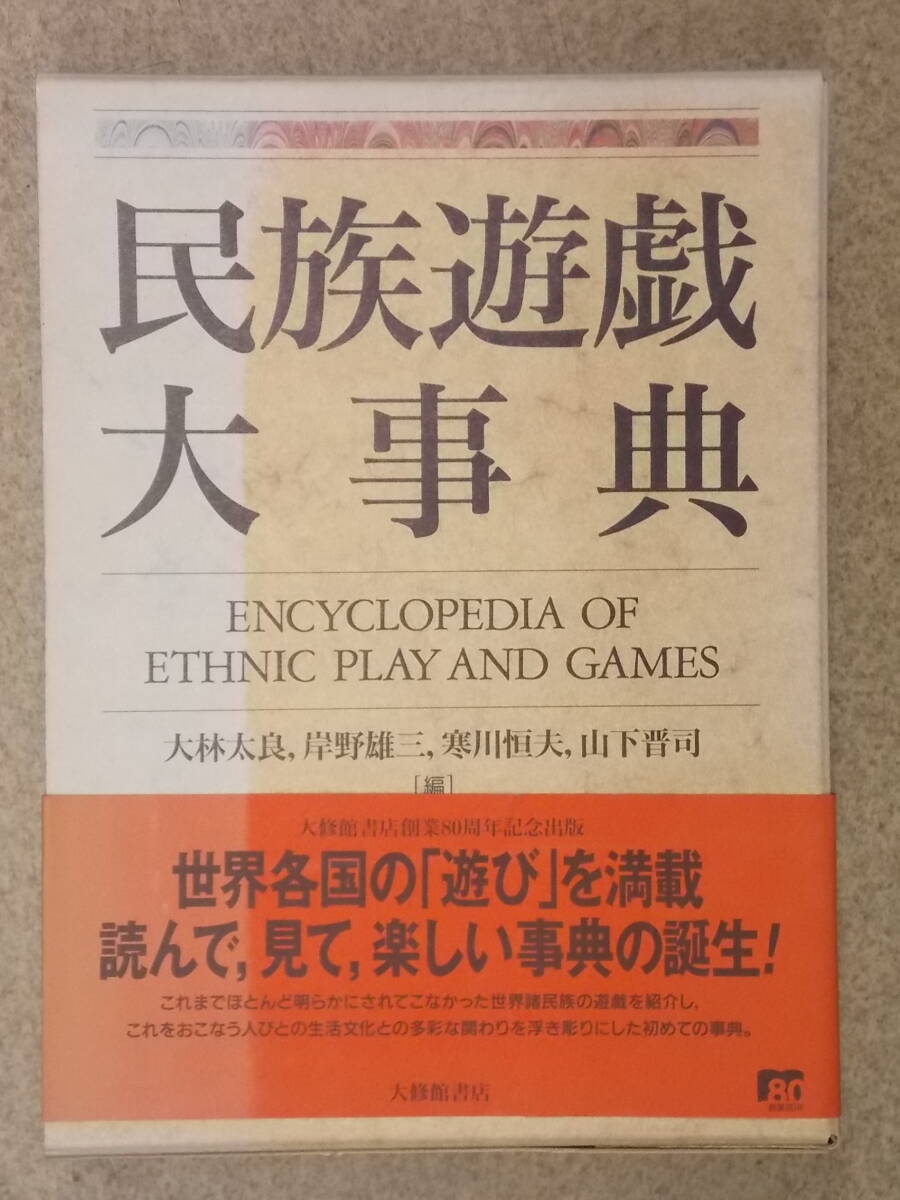 民族遊戯
大事典
ENCYCLOPEDIA OF
ETHNIC PLAY AND GAMES
大林太良, 岸野雄三, 寒川恒夫, 山下晋司
[編]
大修館書店創業80周年記念出版
世界各国の「遊び」を満載
読んで, 見て, 楽しい事典の誕生!
これまでほとんど明らかにされてこなかった世界諸民族の遊戯を紹介し,
これをおこなう人びとの生活文化との多彩な関わりを浮き彫りにした初めての事典。
大修館書店
80
創業80年